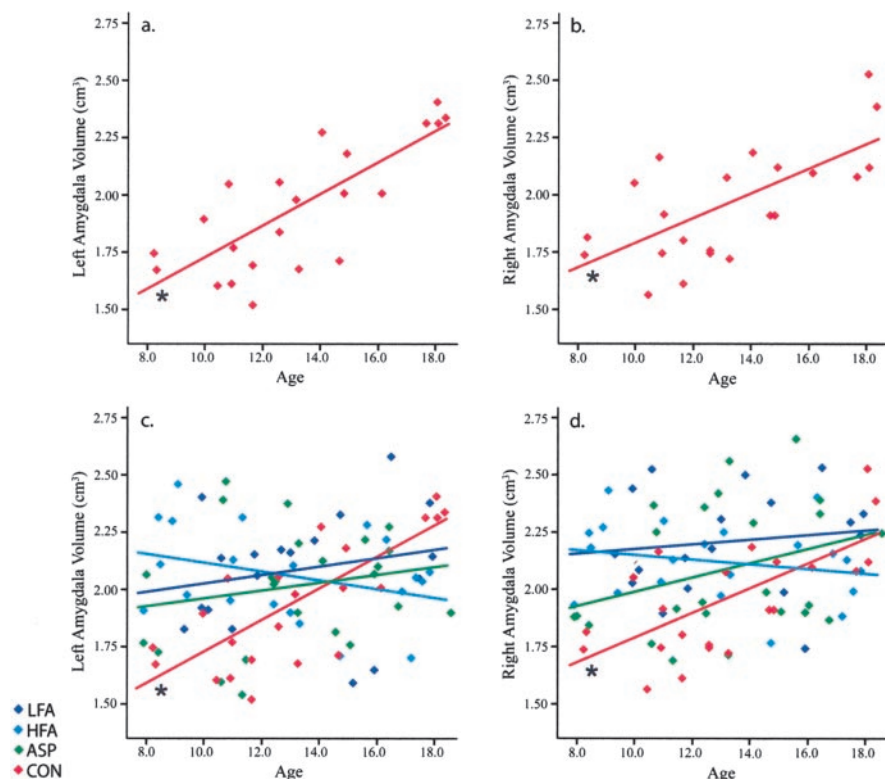 a.
Left Amygdala Volume (cm³)
2.75
2.50
2.25
2.00
1.75
1.50
*
8.0 10.0 12.0 14.0 16.0 18.0
Age
b.
Right Amygdala Volume (cm³)
2.75
2.50
2.25
2.00
1.75
1.50
*
8.0 10.0 12.0 14.0 16.0 18.0
Age
c.
Left Amygdala Volume (cm³)
2.75
2.50
2.25
2.00
1.75
1.50
*
8.0 10.0 12.0 14.0 16.0 18.0
Age
d.
Right Amygdala Volume (cm³)
2.75
2.50
2.25
2.00
1.75
1.50
*
8.0 10.0 12.0 14.0 16.0 18.0
Age
LFA
HFA
ASP
CON